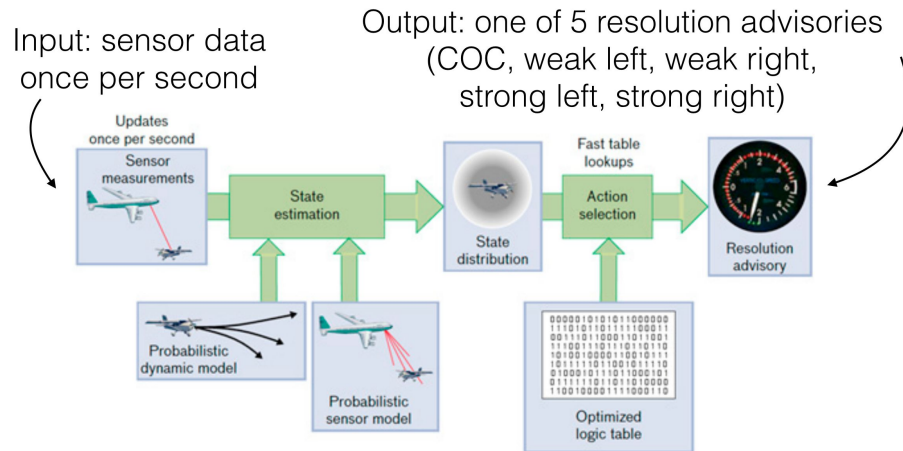 Input: sensor data
once per second
Output: one of 5 resolution advisories
(COC, weak left, weak right,
strong left, strong right)
Updates
once per second
Sensor
measurements
State
estimation
State
distribution
Fast table
lookups
Action
selection
Resolution
advisory
Probabilistic
dynamic model
Probabilistic
sensor model
Optimized
logic table